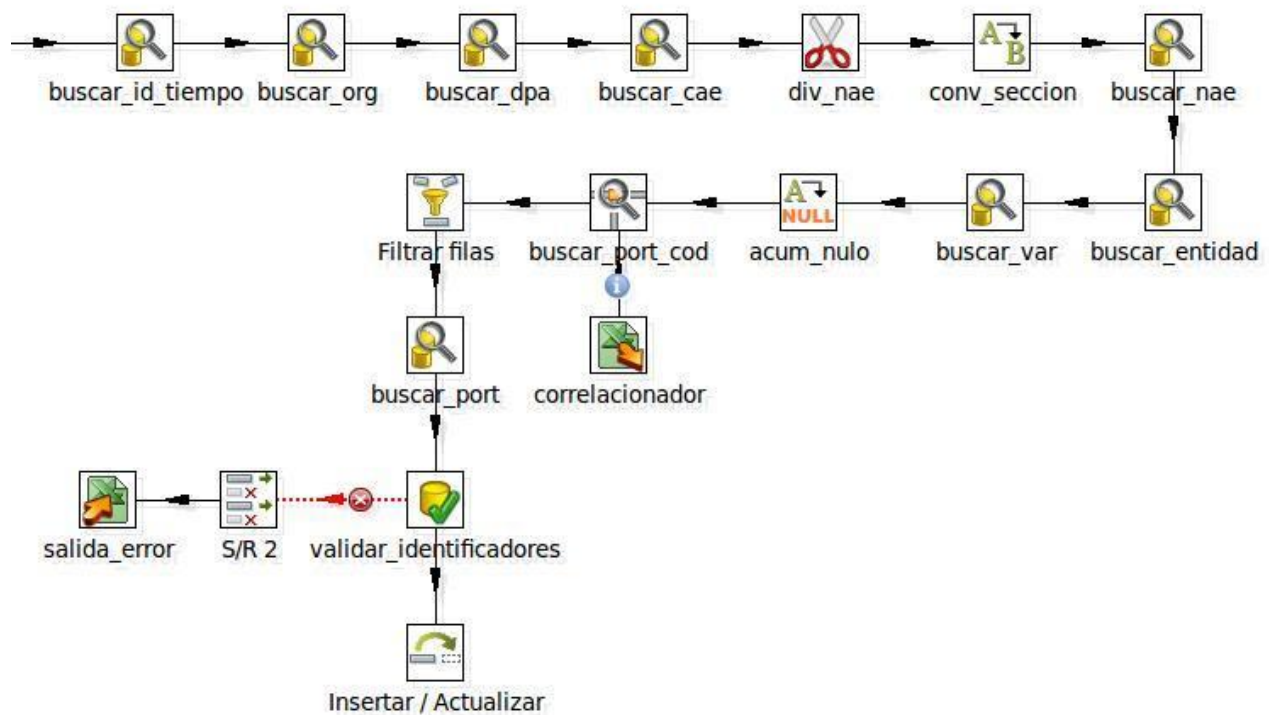 buscar_id_tiempo buscar_org buscar_dpa buscar_cae div_nae conv_seccion buscar_nae
A B
Filtrar filas buscar_port_cod acum_nulo buscar_var buscar_entidad
A NULL
i
buscar_port correlacionador
salida_error S/R 2 validar_identificadores
Insertar / Actualizar